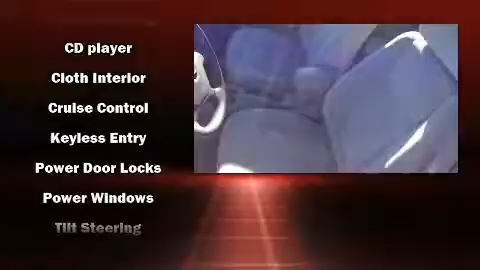 CD player
Cloth Interior
Cruise Control
Keyless Entry
Power Door Locks
Power Windows
Tilt Steering